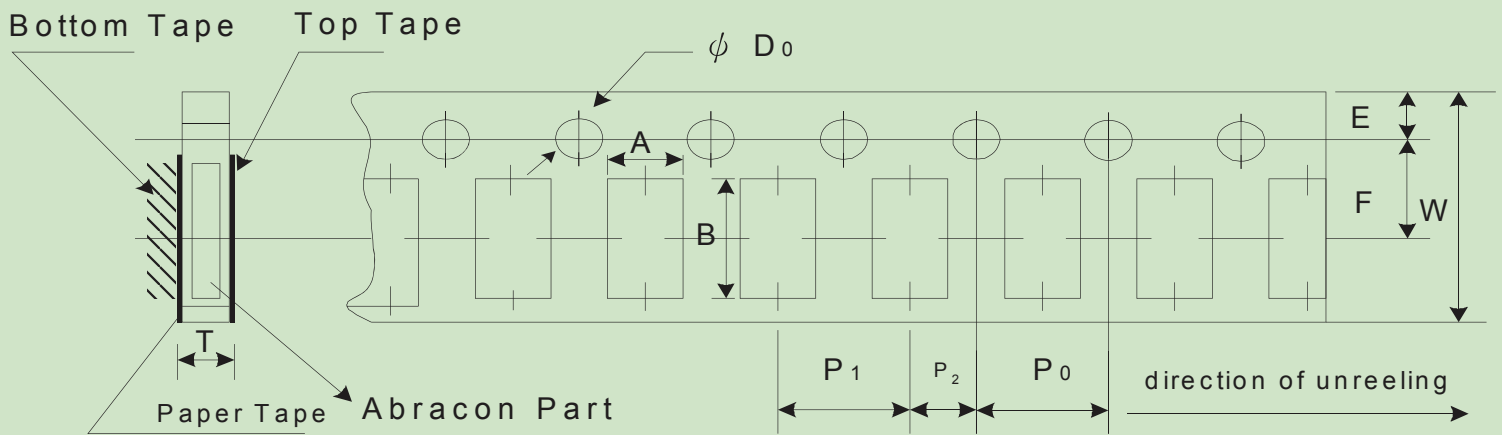 Bottom Tape
Top Tape
ϕ D0
E
A
F
W
B
T
P1
P2
P0
direction of unreeling
Paper Tape
Abracon Part